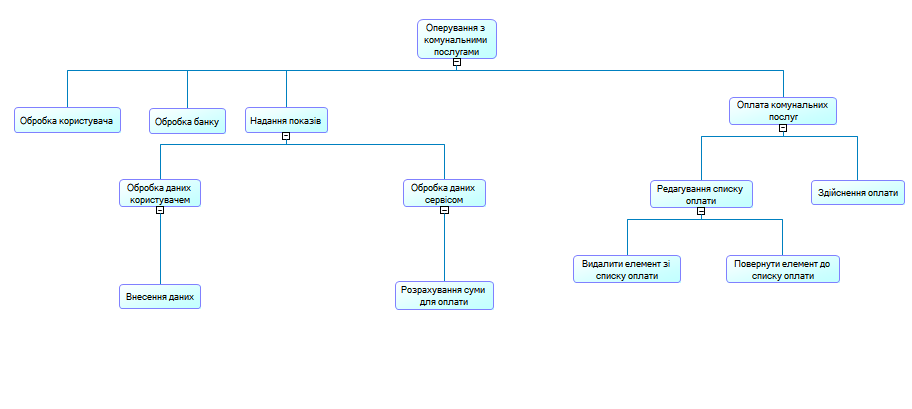 Оперування з
комунальними
послугами
Обробка користувача
Обробка банку
Надання показів
Оплата комунальних
послуг
Обробка даних
користувачем
Обробка даних
сервісом
Редагування списку
оплати
Здійснення оплати
Внесення даних
Розрахування суми
для оплати
Видалити елемент зі
списку оплати
Повернути елемент до
списку оплати